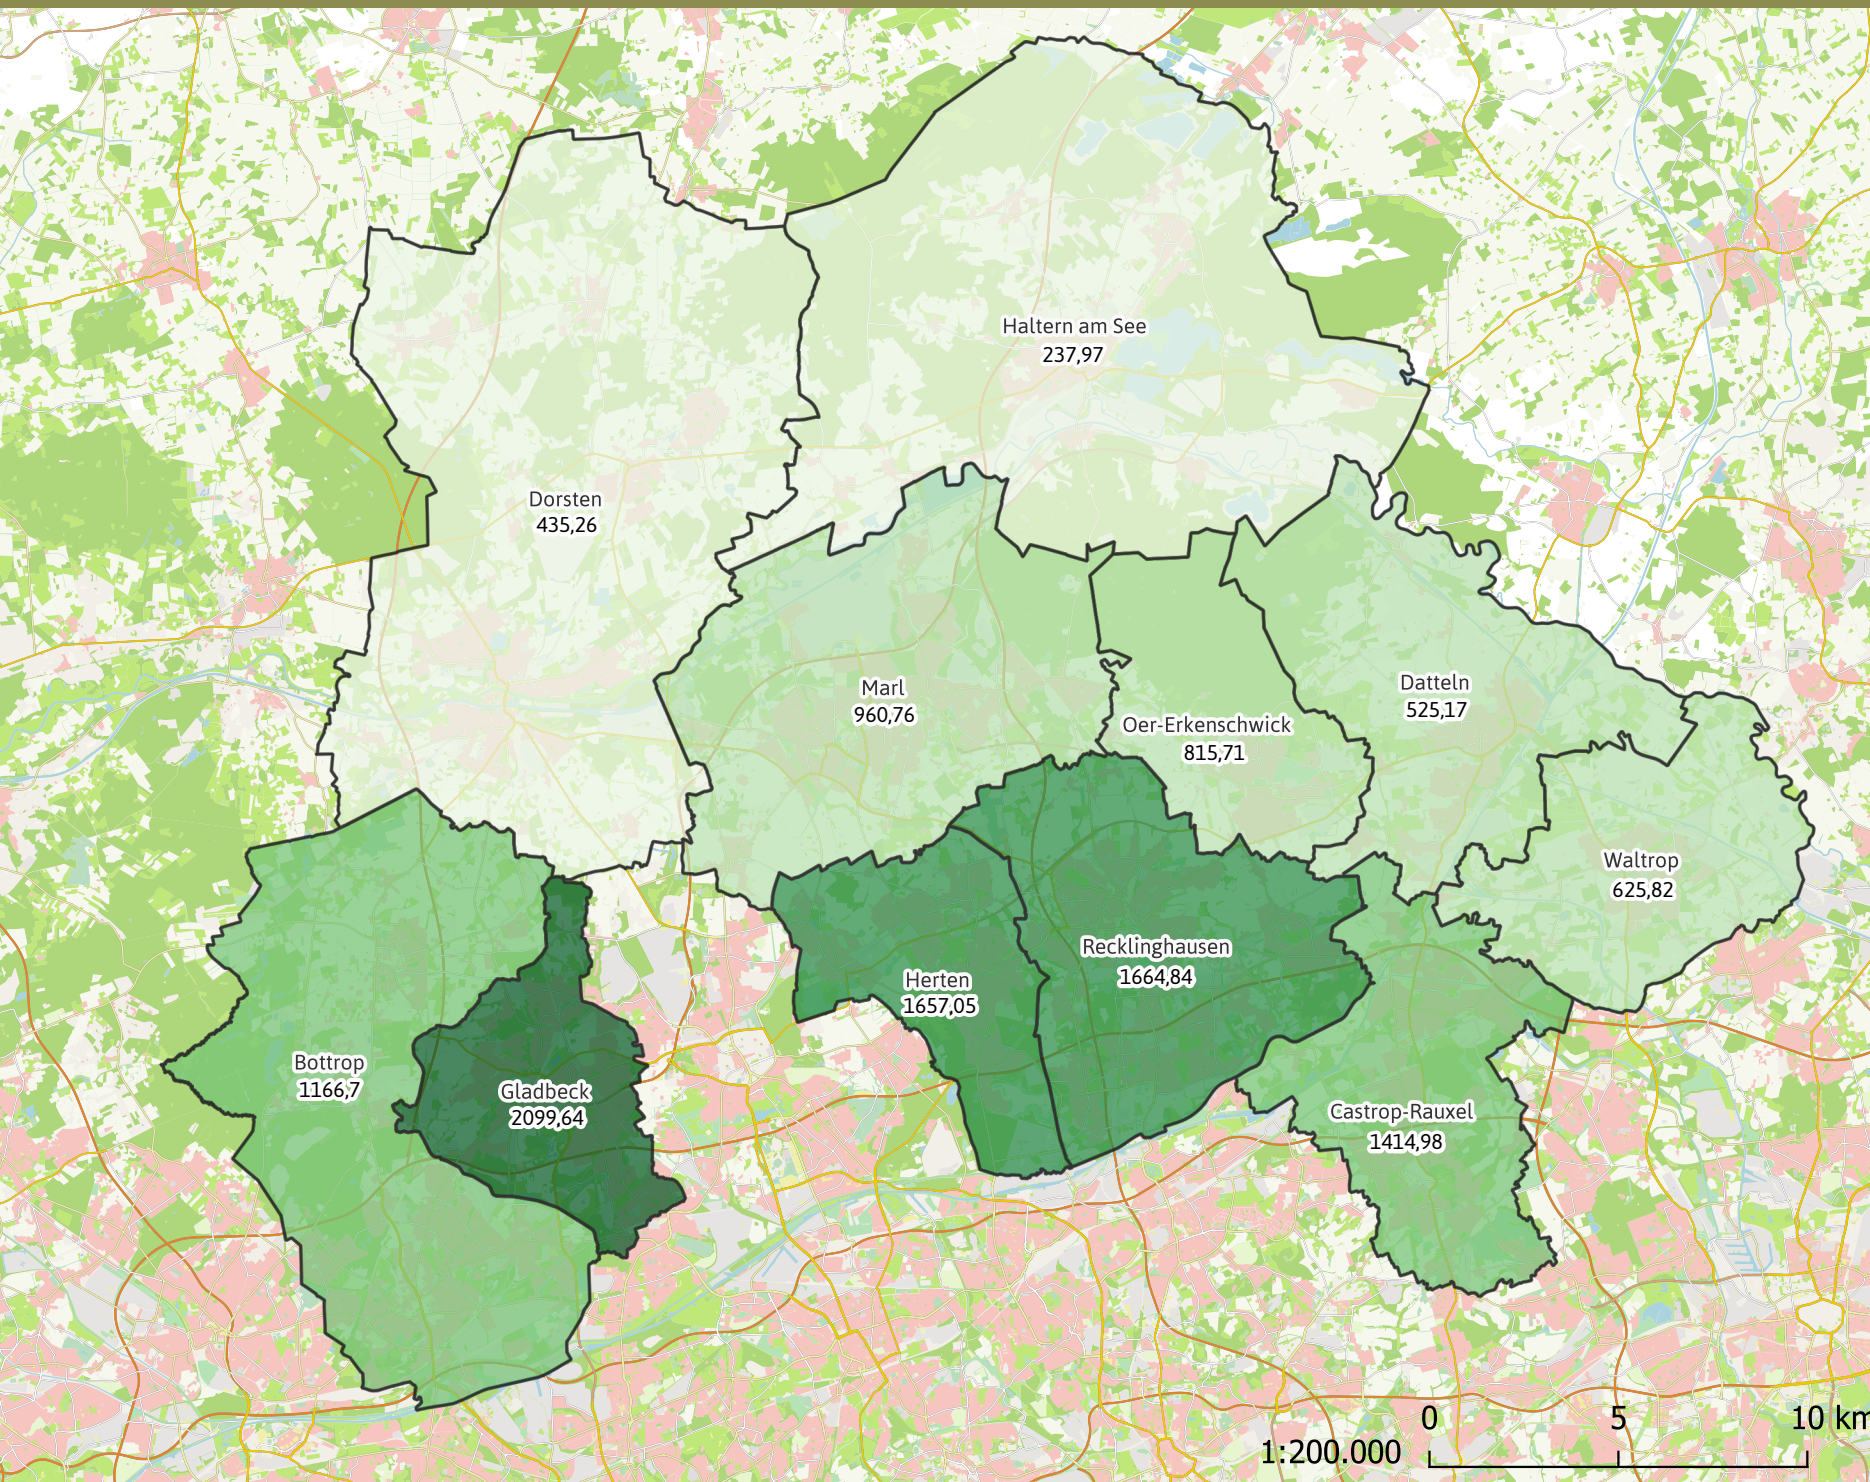 Haltern am See
237,97
Dorsten
435,26
Marl
960,76
Oer-Erkenschwick
815,71
Datteln
525,17
Waltrop
625,82
Recklinghausen
1664,84
Herten
1657,05
Bottrop
1166,7
Gladbeck
2099,64
Castrop-Rauxel
1414,98
0 5 10 km
1:200.000